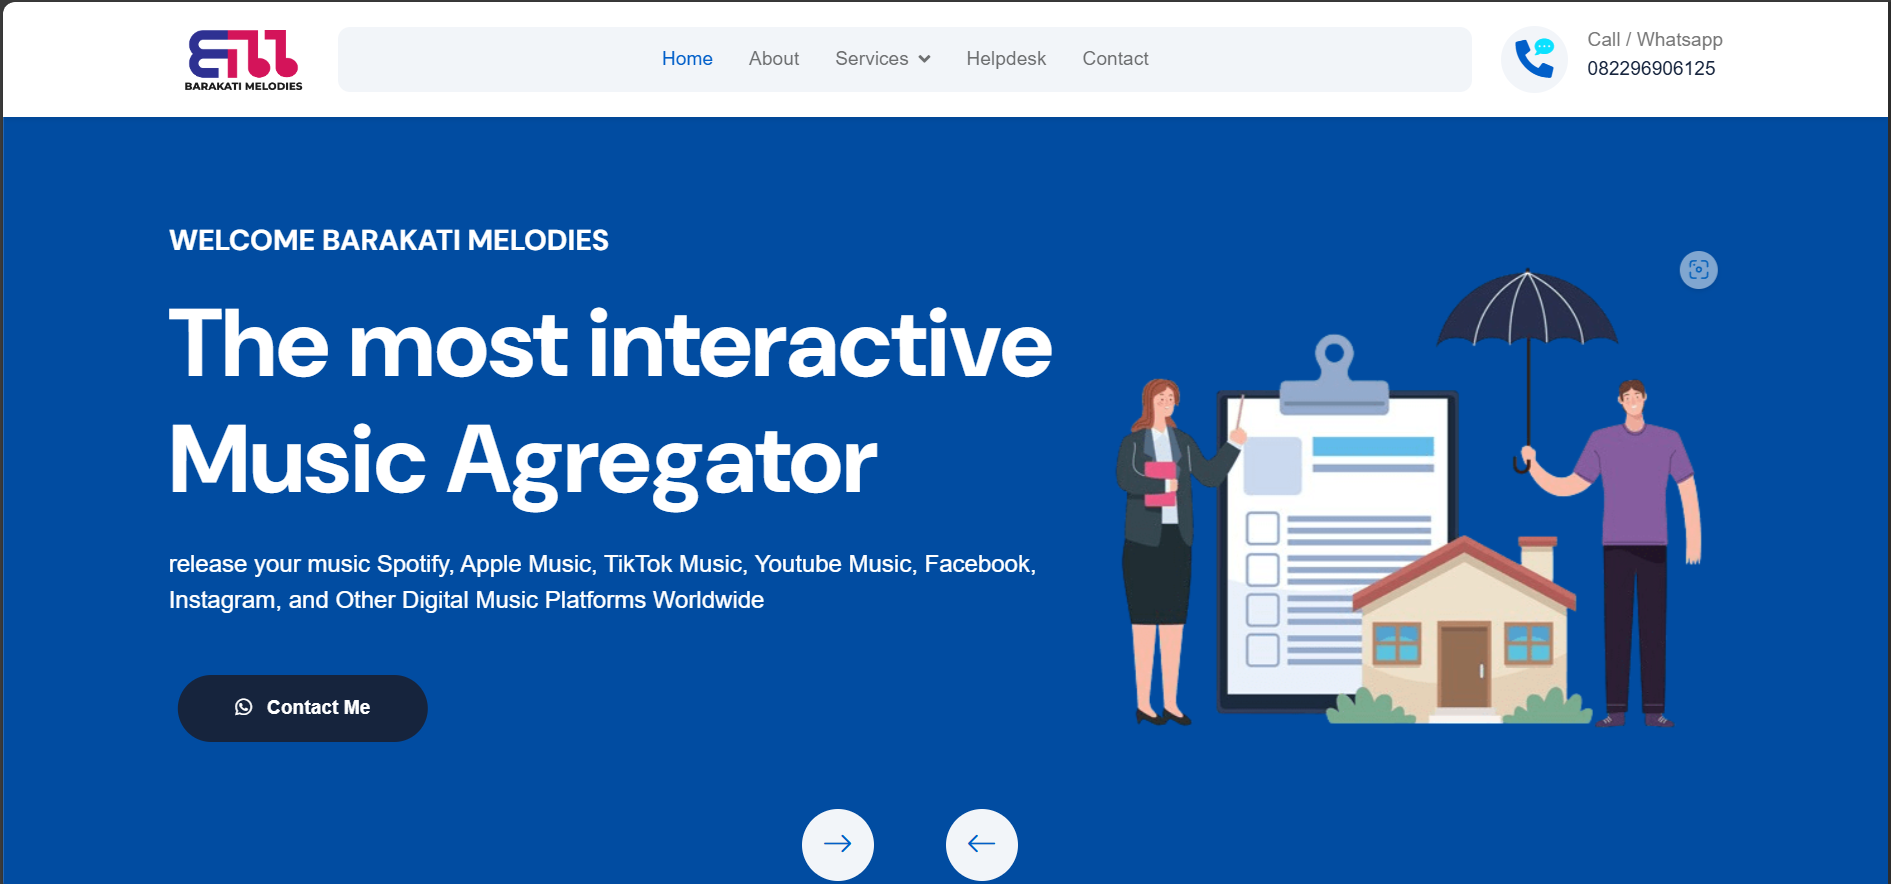 BARAKATI MELODIES
Home About Services Helpdesk Contact
Call / Whatsapp
082296906125
WELCOME BARAKATI MELODIES
The most interactive
Music Agregator
release your music Spotify, Apple Music, TikTok Music, Youtube Music, Facebook,
Instagram, and Other Digital Music Platforms Worldwide
Contact Me